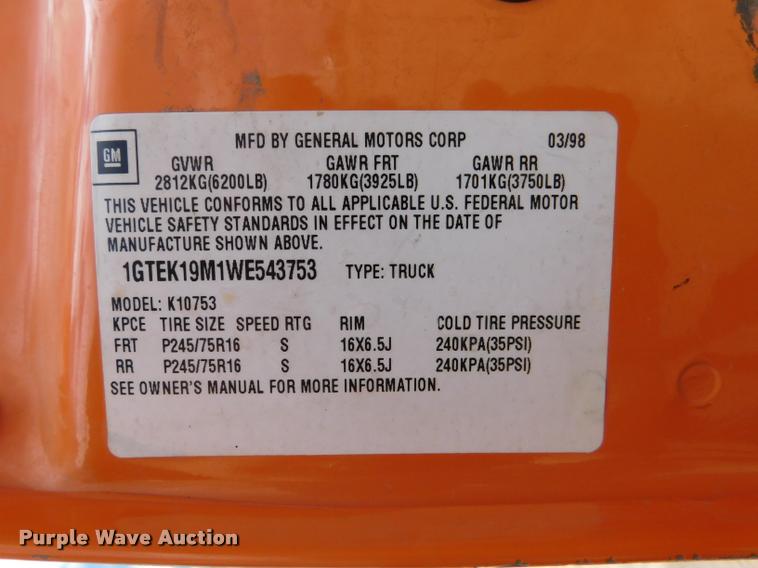 GM
MFD BY GENERAL MOTORS CORP 03/98
GVWR GAWR FRT GAWR RR
2812KG(6200LB) 1780KG(3925LB) 1701KG(3750LB)
THIS VEHICLE CONFORMS TO ALL APPLICABLE U.S. FEDERAL MOTOR
VEHICLE SAFETY STANDARDS IN EFFECT ON THE DATE OF
MANUFACTURE SHOWN ABOVE.
1GTEK19M1WE543753 TYPE: TRUCK
MODEL: K10753
KPCE TIRE SIZE SPEED RTG RIM COLD TIRE PRESSURE
FRT P245/75R16 S 16X6.5J 240KPA(35PSI)
RR P245/75R16 S 16X6.5J 240KPA(35PSI)
SEE OWNER'S MANUAL FOR MORE INFORMATION.
Purple Wave Auction